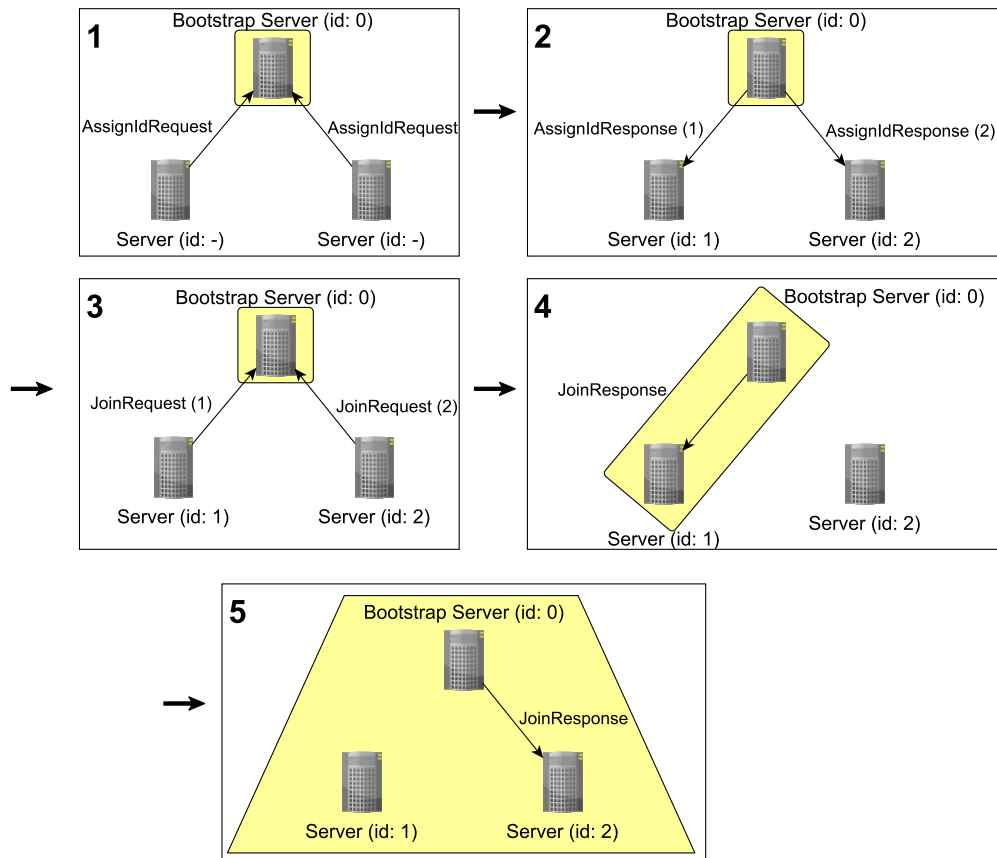 1
Bootstrap Server (id: 0)
AssignIdRequest
AssignIdRequest
Server (id: -)
Server (id: -)
2
Bootstrap Server (id: 0)
AssignIdResponse (1)
AssignIdResponse (2)
Server (id: 1)
Server (id: 2)
3
Bootstrap Server (id: 0)
JoinRequest (1)
JoinRequest (2)
Server (id: 1)
Server (id: 2)
4
Bootstrap Server (id: 0)
JoinResponse
Server (id: 1)
Server (id: 2)
5
Bootstrap Server (id: 0)
JoinResponse
Server (id: 1)
Server (id: 2)